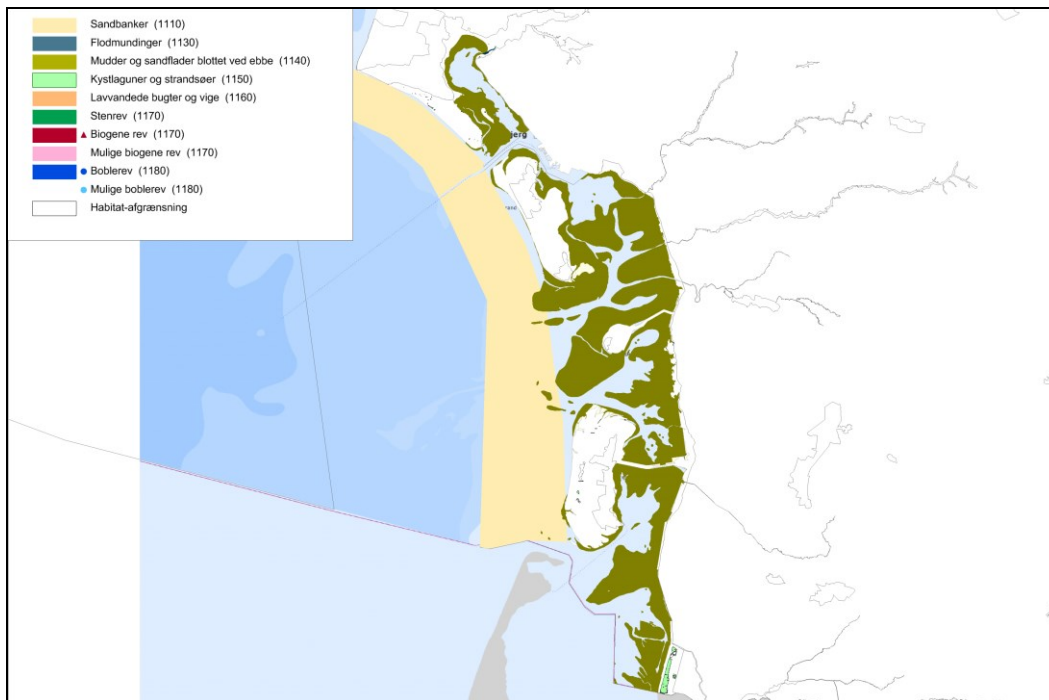 Sandbanker (1110)
Flodmundinger (1130)
Mudder og sandflader blottet ved ebbe (1140)
Kystlaguner og strandsøer (1150)
Lavvandede bugter og vige (1160)
Stenrev (1170)
Biogene rev (1170)
Mulige biogene rev (1170)
Boblerev (1180)
Mulige boblerev (1180)
Habitat-afgrænsning
jerg